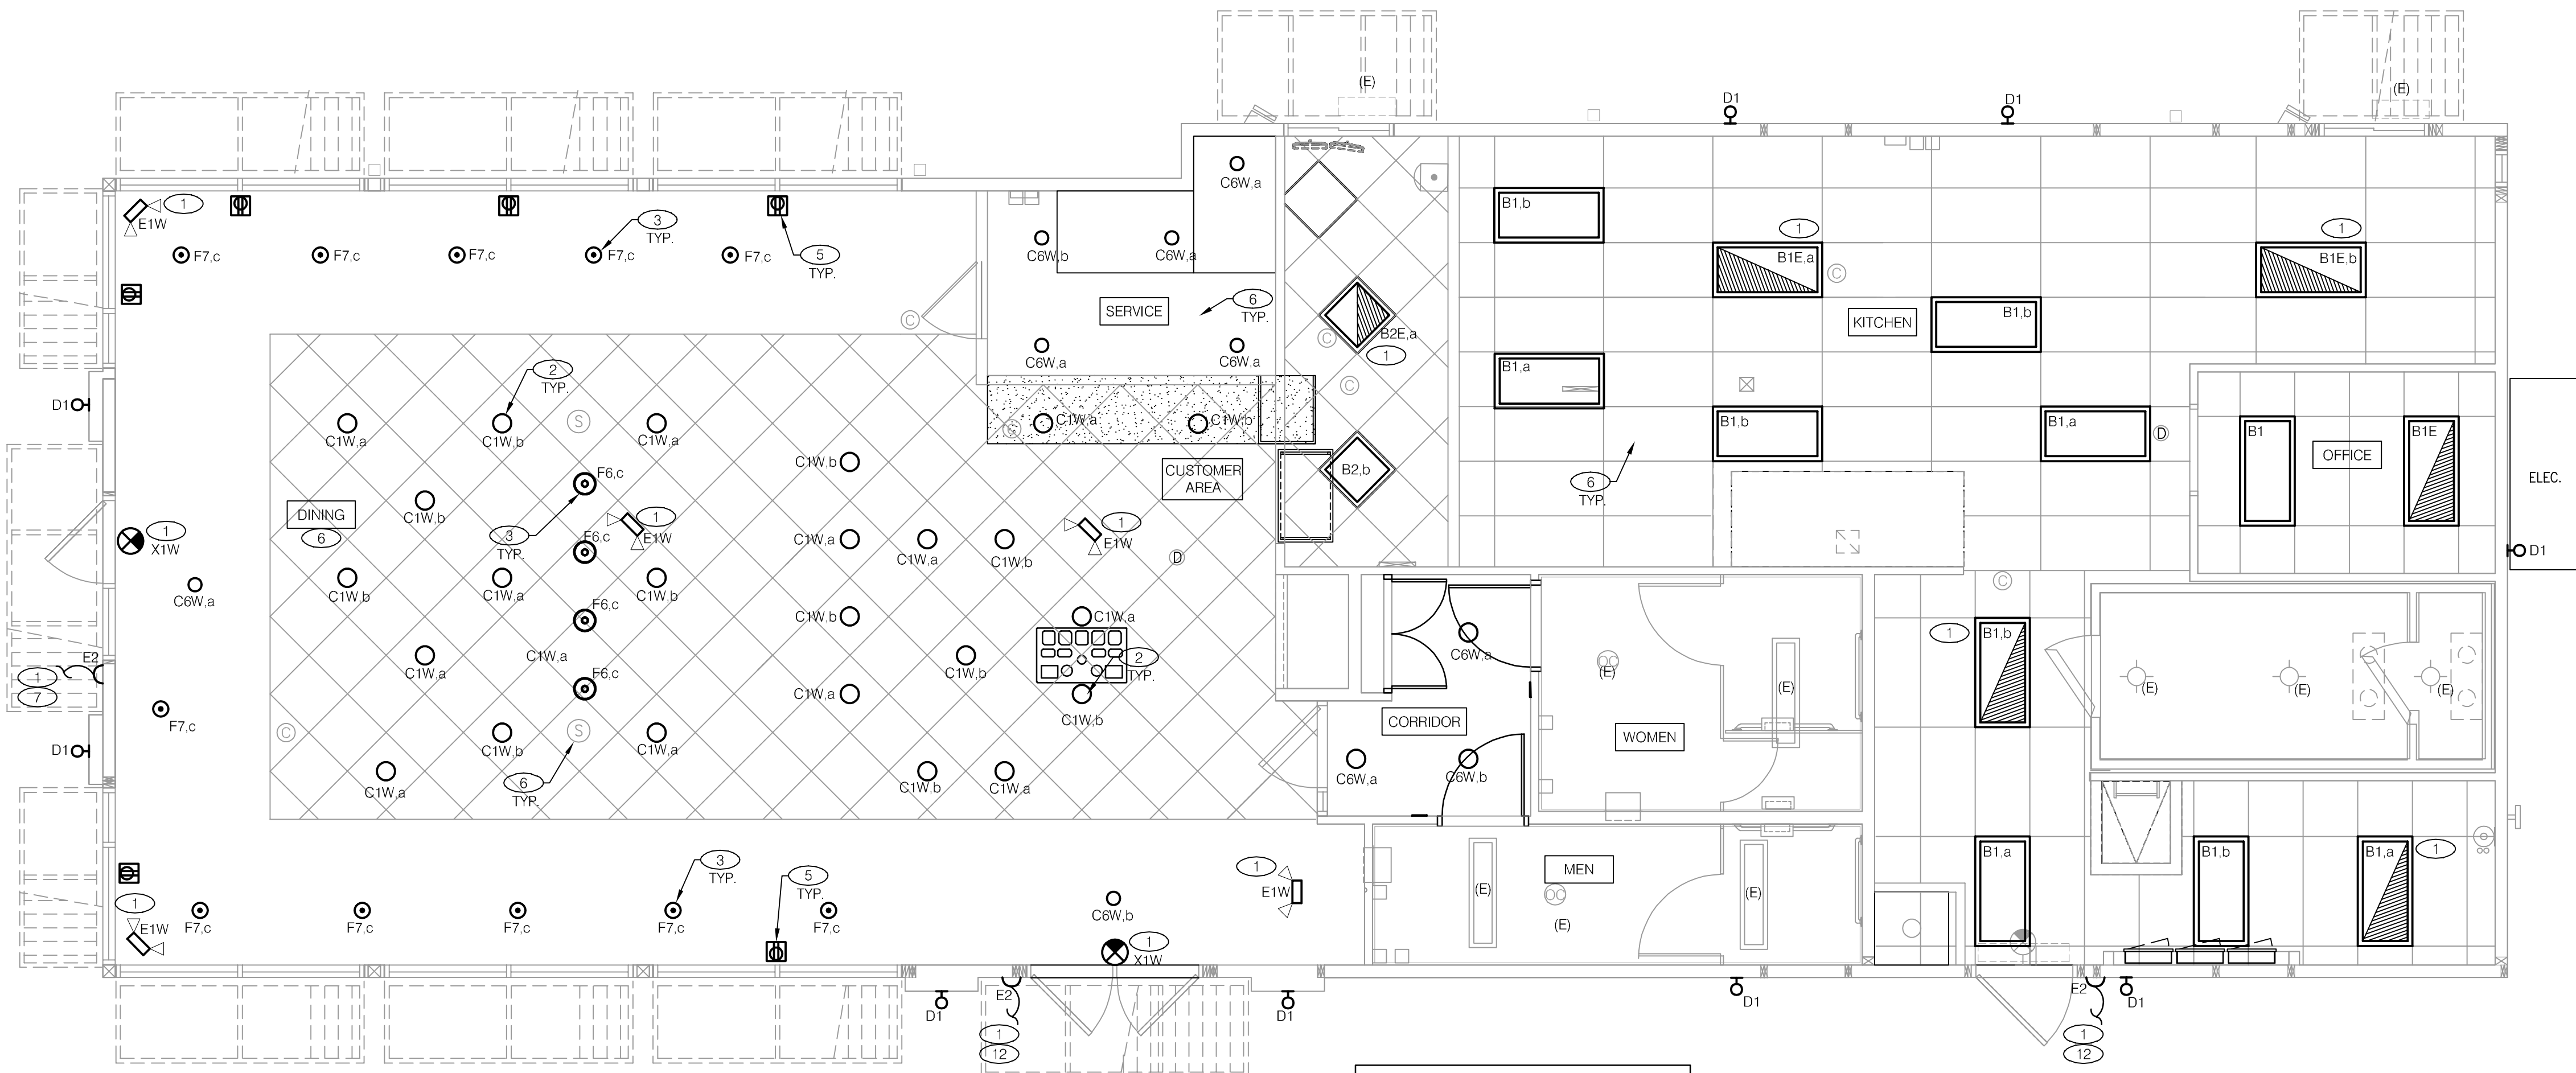 (E)
(E)
D1
D1
C6W,a
E1W
1
3
TYP.
F7,c
F7,c
F7,c
F7,c
F7,c
5
TYP.
C6W,b
C6W,a
B1,b
1
B1E,a
C
1
B1E,b
SERVICE
6
TYP.
C
C6W,a
C6W,a
B2E,a
C
1
KITCHEN
B1,b
2
TYP.
C
B1,a
D1
C1W,a
C1W,b
S
C1W,a
C
C1W,a
C1W,b
B1,b
B1,a
D
B1
B1E
OFFICE
C1W,b
CUSTOMER
AREA
B2,b
F6,c
6
TYP.
ELEC.
DINING
6
C1W,b
3
TYP.
F6,c
1
E1W
C1W,a
C1W,a
C1W,b
1
E1W
D
1
X1W
D1
C6W,a
C1W,b
C1W,a
C1W,b
F6,c
C1W,b
C1W,a
C
1
B1,b
E2
1
7
C1W,a
C1W,a
F6,c
C1W,a
C1W,b
2
TYP.
C1W,b
C6W,a
(E)
(E)
(E)
(E)
(E)
F7,c
D1
C
C1W,b
S
C1W,a
CORRIDOR
WOMEN
6
TYP.
C1W,a
C1W,b
C1W,a
C6W,a
C6W,b
3
TYP.
5
TYP.
1
E1W
MEN
(E)
(E)
(E)
B1,a
B1,b
B1,a
1
1
E1W
F7,c
F7,c
F7,c
F7,c
F7,c
C6W,b
1
X1W
D1
E2
1
12
D1
D1
E2
1
12
D1